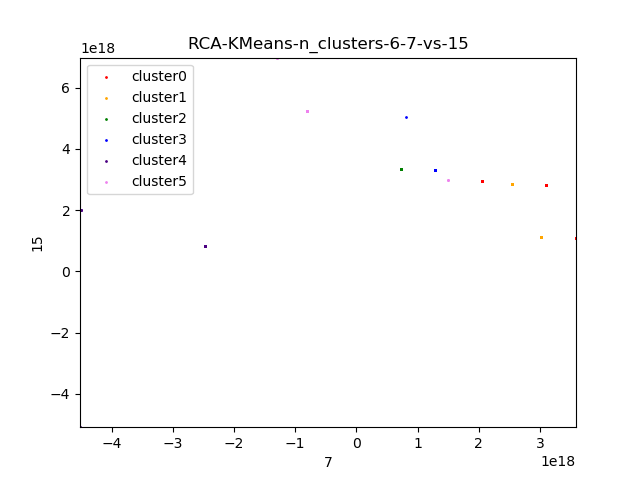 RCA-KMeans-n_clusters-6-7-vs-15
1e18
cluster0
cluster1
cluster2
cluster3
cluster4
cluster5
6
4
2
0
−2
−4
15
−4
−3
−2
−1
0
1
2
3
7
1e18